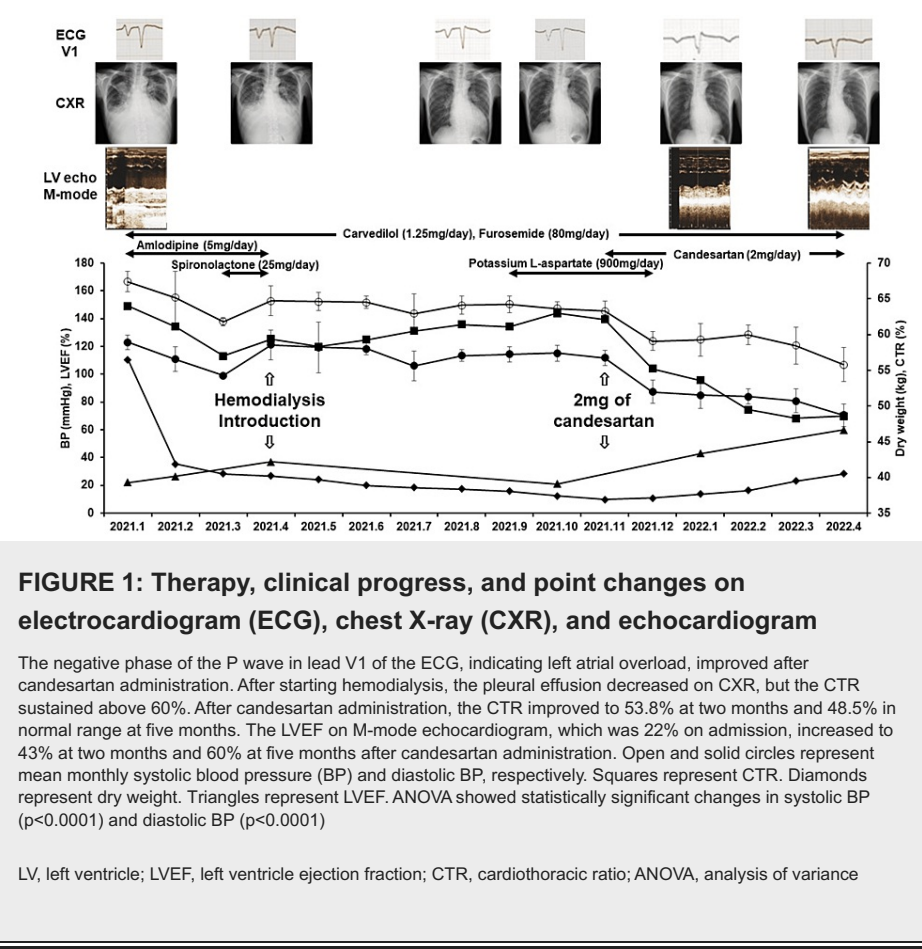 ECG
V1
CXR
LV echo
M-mode
Carvedilol (1.25mg/day), Furosemide (80mg/day)
Amlodipine (5mg/day)
Candesartan (2mg/day)
Spironolactone (25mg/day)
Potassium L-aspartate (900mg/day)
BP (mmHg), LVEF (%)
180
160
140
120
100
80
60
40
20
0
Hemodialysis
Introduction
2mg of
candesartan
70
65
60
55
50
45
40
35
Dry weight (kg), CTR (%)
2021.1 2021.2 2021.3 2021.4 2021.5 2021.6 2021.7 2021.8 2021.9 2021.10 2021.11 2021.12 2022.1 2022.2 2022.3 2022.4
FIGURE 1: Therapy, clinical progress, and point changes on
electrocardiogram (ECG), chest X-ray (CXR), and echocardiogram
The negative phase of the P wave in lead V1 of the ECG, indicating left atrial overload, improved after
candesartan administration. After starting hemodialysis, the pleural effusion decreased on CXR, but the CTR
sustained above 60%. After candesartan administration, the CTR improved to 53.8% at two months and 48.5% in
normal range at five months. The LVEF on M-mode echocardiogram, which was 22% on admission, increased to
43% at two months and 60% at five months after candesartan administration. Open and solid circles represent
mean monthly systolic blood pressure (BP) and diastolic BP, respectively. Squares represent CTR. Diamonds
represent dry weight. Triangles represent LVEF. ANOVA showed statistically significant changes in systolic BP
(p<0.0001) and diastolic BP (p<0.0001)
LV, left ventricle; LVEF, left ventricle ejection fraction; CTR, cardiothoracic ratio; ANOVA, analysis of variance